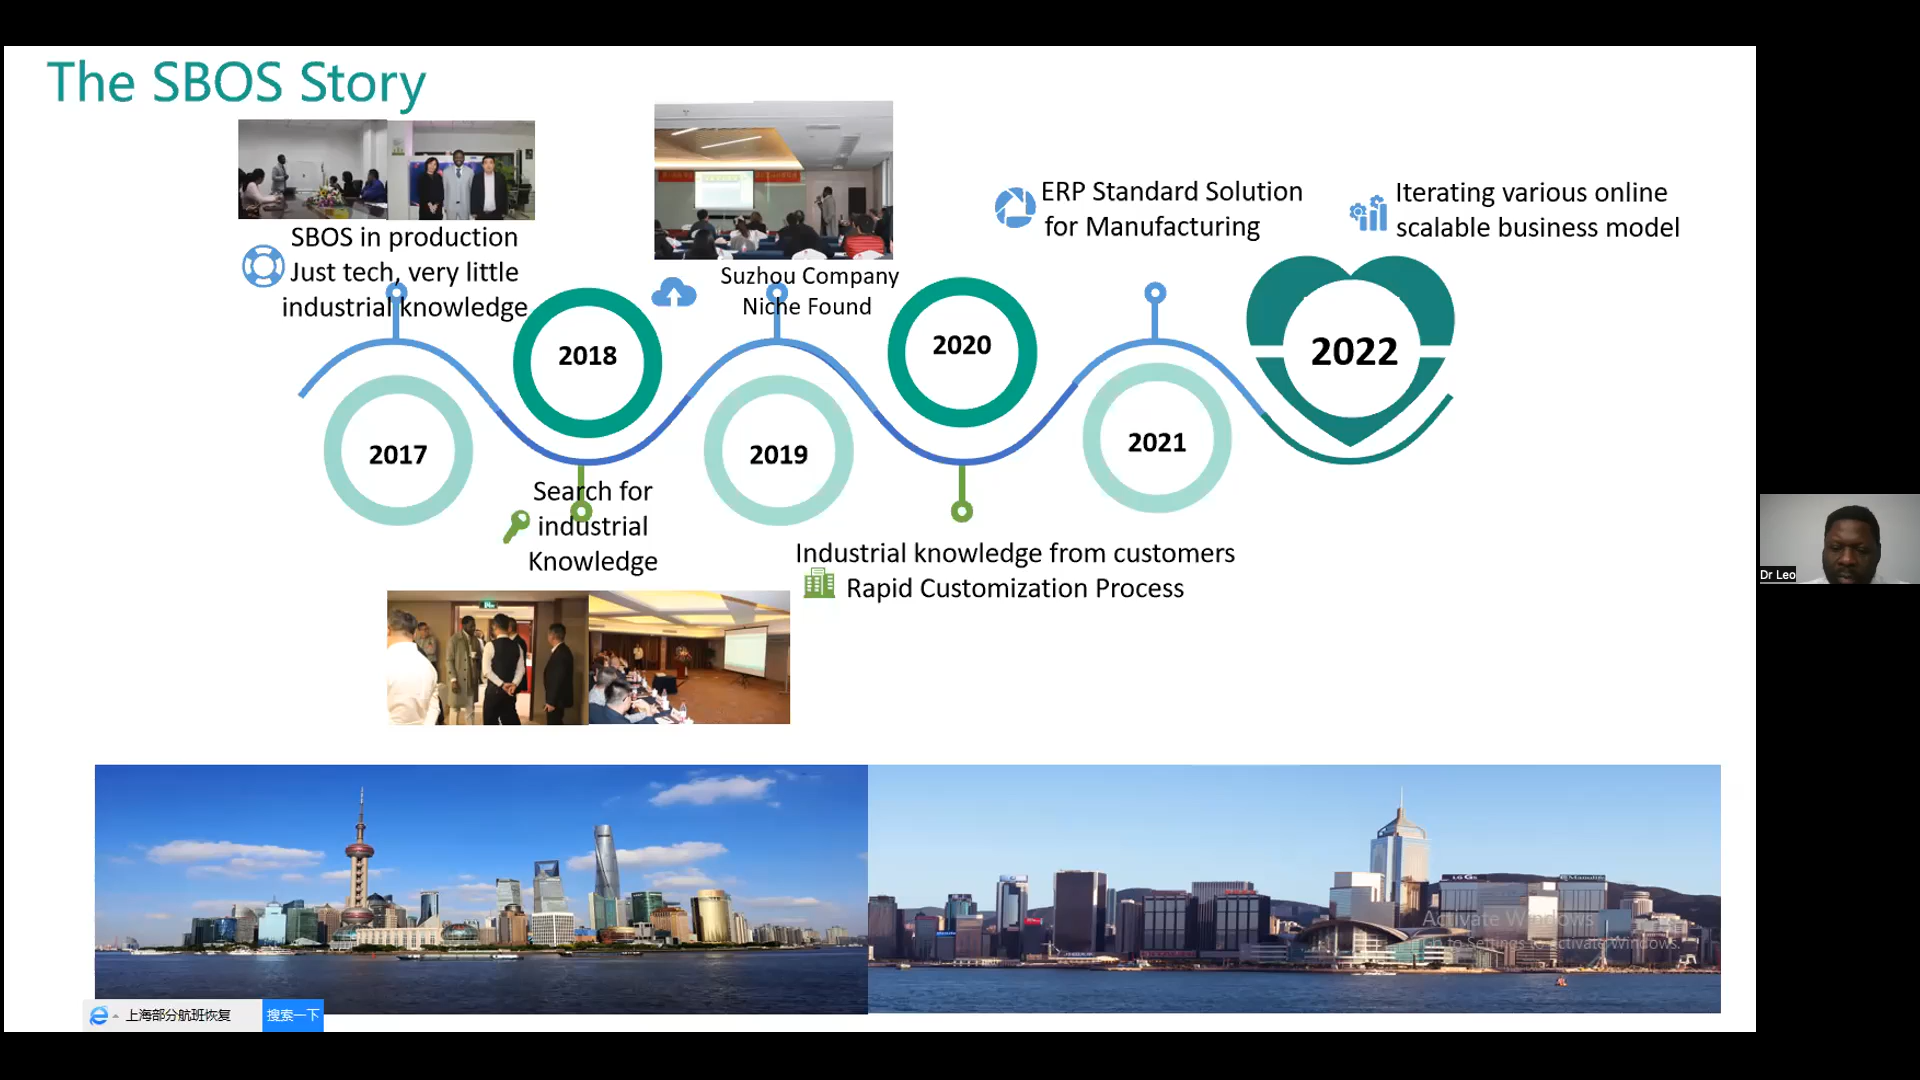 The SBOS Story
SBOS in production
Just tech, very little
industrial knowledge
Suzhou Company
Niche Found
ERP Standard Solution
for Manufacturing
Iterating various online
scalable business model
2017
2018
2019
2020
2021
2022
Search for
industrial
Knowledge
Industrial knowledge from customers
Rapid Customization Process
Dr Leo
Activate Windows
Go to Settings to activate Windows.
上海部分航班恢复
搜索一下